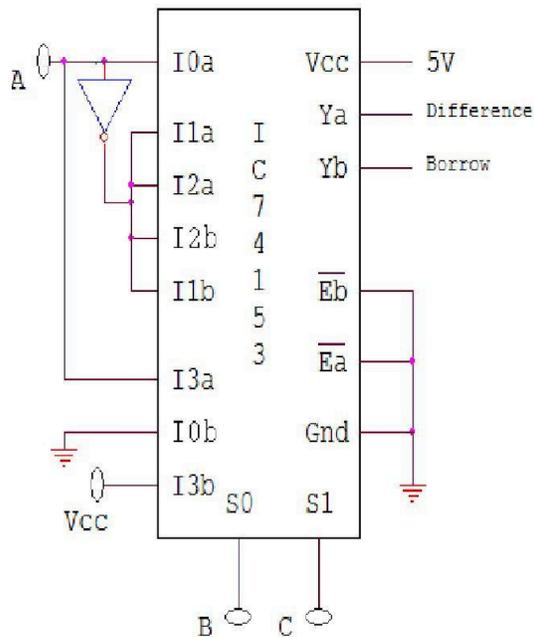 A
I0a
I1a
I2a
I2b
I1b
I3a
I0b
I3b
Vcc
I
C
7
4
1
5
3
Vcc
5V
Ya
Difference
Yb
Borrow
Eb
Ea
Gnd
S0
S1
B
C